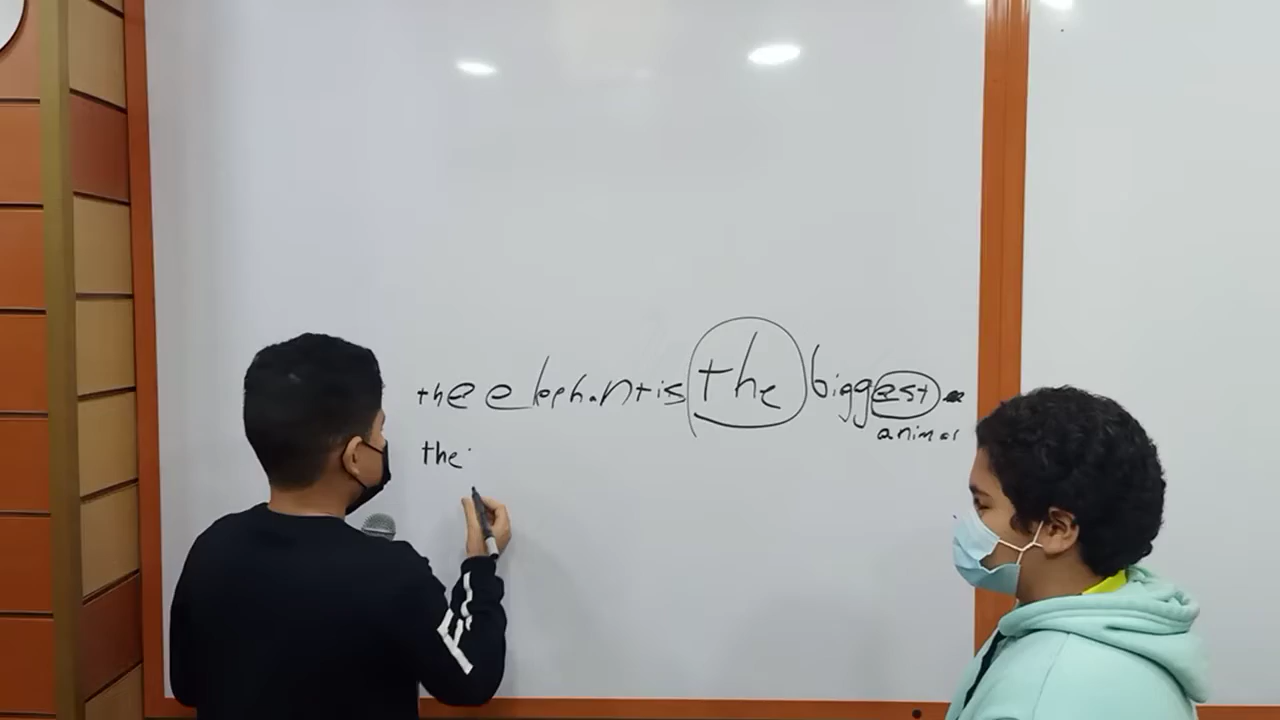 the elephant is the biggest
animal
the